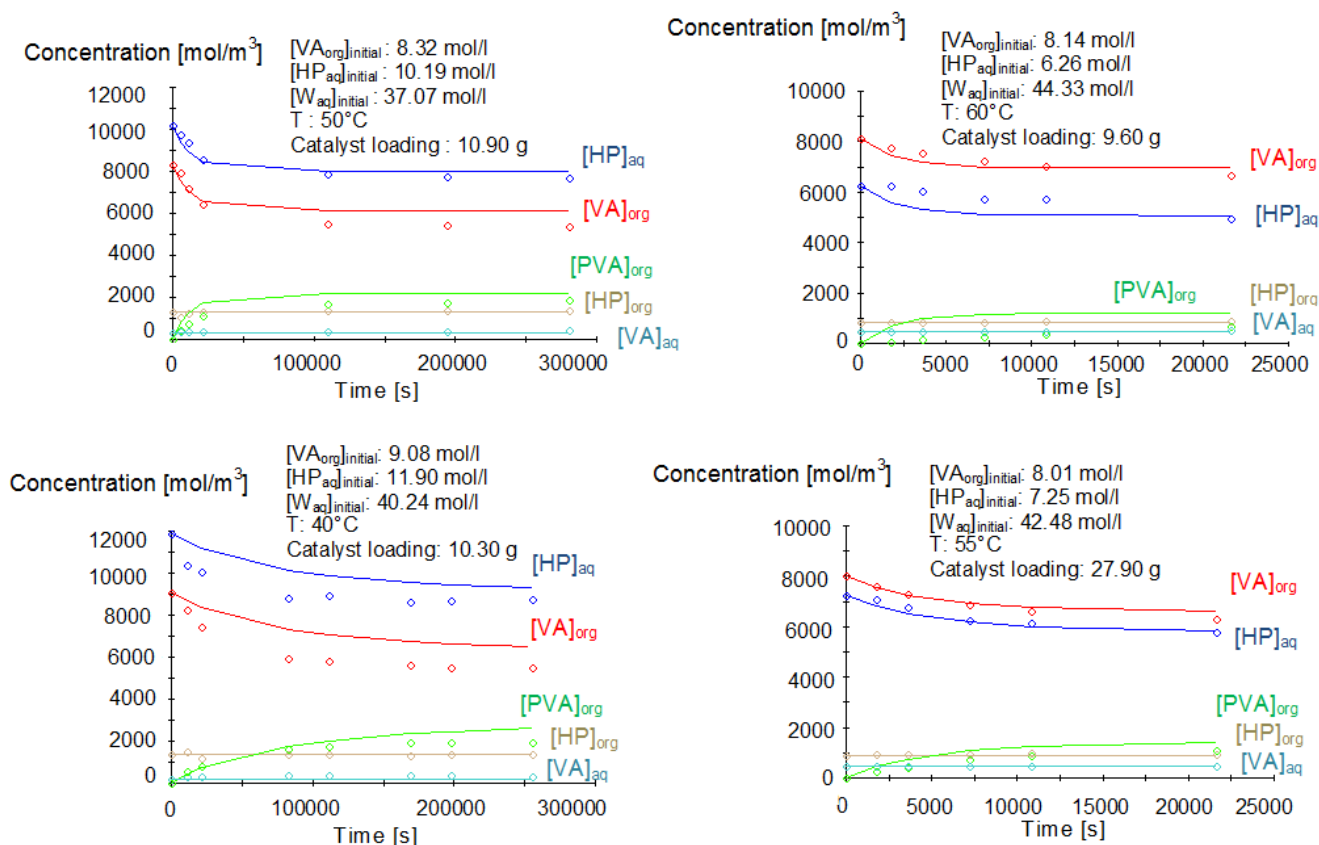 Concentration [mol/m³]
[VAorg]initial : 8.32 mol/l
[HPaq]initial : 10.19 mol/l
[Waq]initial : 37.07 mol/l
T : 50°C
Catalyst loading : 10.90 g
12000
10000
8000
6000
4000
2000
0
[HP]aq
[VA]org
[PVA]org
[HP]org
[VA]aq
0 100000 200000 300000
Time [s]
Concentration [mol/m³]
[VAorg]initial: 8.14 mol/l
[HPaq]initial: 6.26 mol/l
[Waq]initial: 44.33 mol/l
T: 60°C
Catalyst loading: 9.60 g
10000
8000
6000
4000
2000
0
[VA]org
[HP]aq
[PVA]org
[HP]org
[VA]aq
0 5000 10000 15000 20000 25000
Time [s]
Concentration [mol/m³]
[VAorg]initial: 9.08 mol/l
[HPaq]initial: 11.90 mol/l
[Waq]initial: 40.24 mol/l
T: 40°C
Catalyst loading: 10.30 g
12000
10000
8000
6000
4000
2000
0
[HP]aq
[VA]org
[PVA]org
[HP]org
[VA]aq
0 100000 200000 300000
Time [s]
Concentration [mol/m³]
[VAorg]initial: 8.01 mol/l
[HPaq]initial: 7.25 mol/l
[Waq]initial: 42.48 mol/l
T: 55°C
Catalyst loading: 27.90 g
10000
8000
6000
4000
2000
0
[VA]org
[HP]aq
[PVA]org
[HP]org
[VA]aq
0 5000 10000 15000 20000 25000
Time [s]